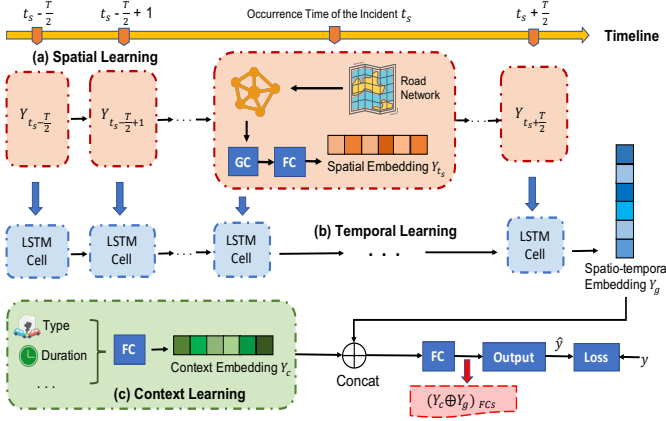 t_s - T/2
t_s - T/2 + 1
Occurrence Time of the Incident t_s
t_s + T/2
Timeline
(a) Spatial Learning
Road
Network
Y_{t_s-T/2}
Y_{t_s-T/2+1}
. . .
. . .
Y_{t_s+T/2}
GC
FC
Spatial Embedding Y_{t_s}
LSTM
Cell
LSTM
Cell
. . .
LSTM
Cell
(b) Temporal Learning
. . .
LSTM
Cell
Spatio-tempora
Embedding Y_g
Type
Duration
. . .
FC
Context Embedding Y_c
(c) Context Learning
Concat
FC
Output
ŷ
Loss
y
(Y_c⊕Y_g)_{FCs}